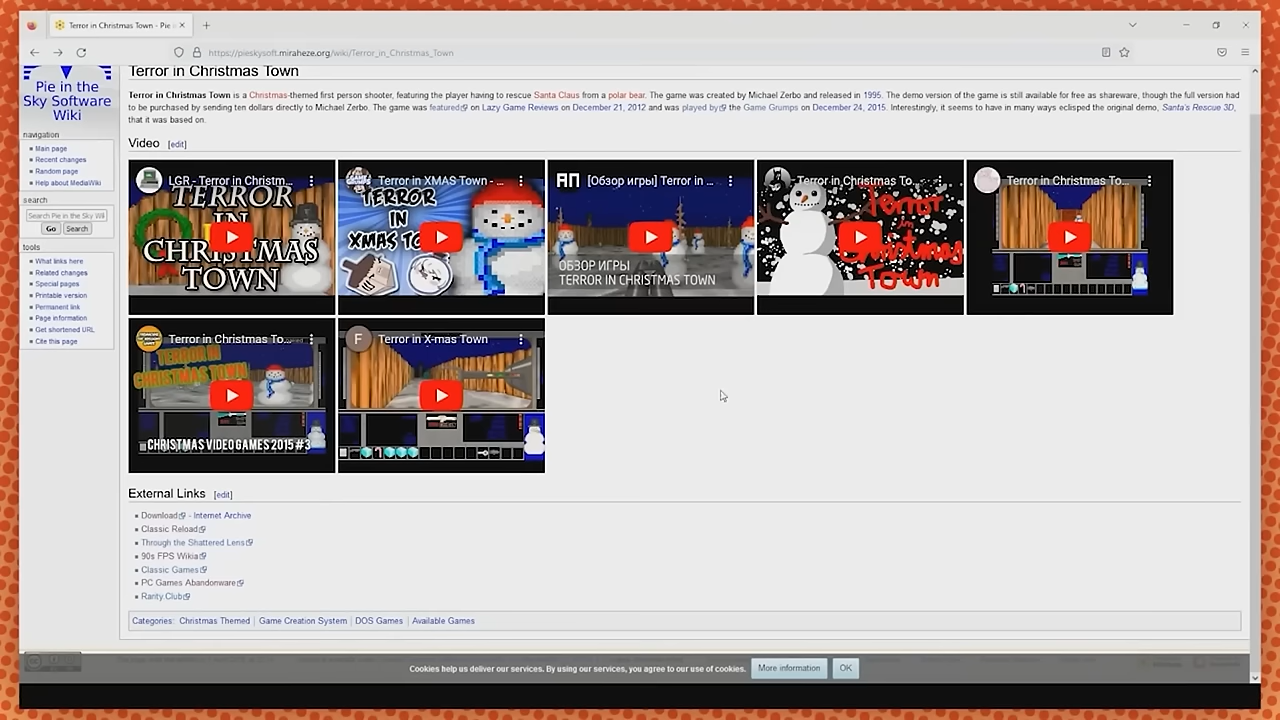 Terror in Christmas Town - Pie
https://pieskysoft.miraheze.org/wiki/Terror_in_Christmas_Town
Pie in the
Sky Software
Wiki
navigation
Main page
Recent changes
Random page
Help about MediaWiki
search
Search Pie in the Sky Wi
Go Search
tools
What links here
Related changes
Special pages
Printable version
Permanent link
Page information
Get shortened URL
Cite this page
Terror in Christmas Town
Terror in Christmas Town is a Christmas-themed first person shooter, featuring the player having to rescue Santa Claus from a polar bear. The game was created by Michael Zerbo and released in 1995. The demo version of the game is still available for free as shareware, though the full version had
to be purchased by sending ten dollars directly to Michael Zerbo. The game was featured on Lazy Game Reviews on December 21, 2012 and was played by the Game Grumps on December 24, 2015. Interestingly, it seems to have in many ways eclipsed the original demo, Santa's Rescue 3D,
that it was based on.
Video [edit]
LGR - Terror in Christm...
TERROR
IN
CHRISTMAS
TOWN
Terror in XMAS Town - ...
TERROR
IN
XMAS TO
[Обзор игры] Terror in ...
ОБЗОР ИГРЫ
TERROR IN CHRISTMAS TOWN
Terror in Christmas To...
Terror
in
Christmas
Town
Terror in Christmas To...
Terror in Christmas To...
TERROR IN
CHRISTMAS TOWN
CHRISTMAS VIDEO GAMES 2015 #3
F
Terror in X-mas Town
External Links [edit]
Download - Internet Archive
Classic Reload
Through the Shattered Lens
90s FPS Wikia
Classic Games
PC Games Abandonware
Ranty Club
Categories: Christmas Themed | Game Creation System | DOS Games | Available Games
Cookies help us deliver our services. By using our services, you agree to our use of cookies. More information OK